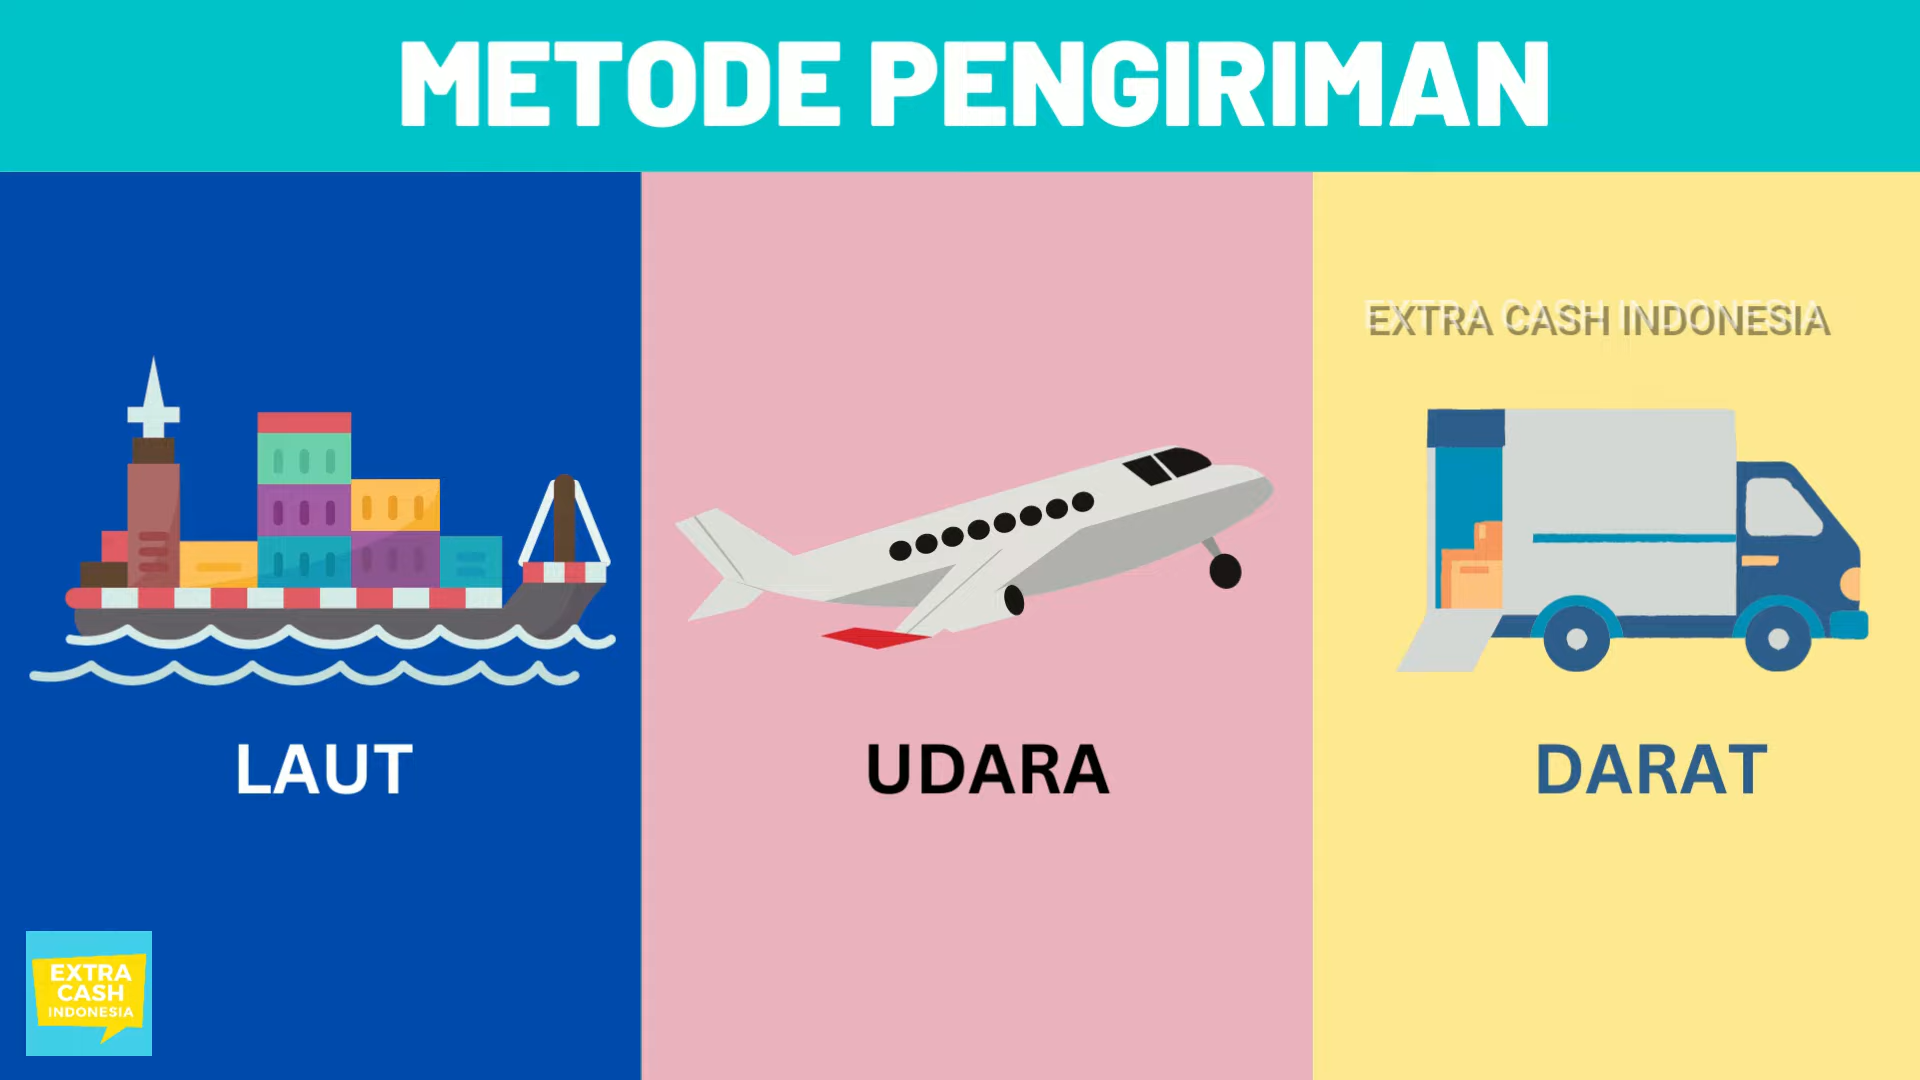 METODE PENGIRIMAN
EXTRA CASH INDONESIA
LAUT
UDARA
DARAT
EXTRA
CASH
INDONESIA